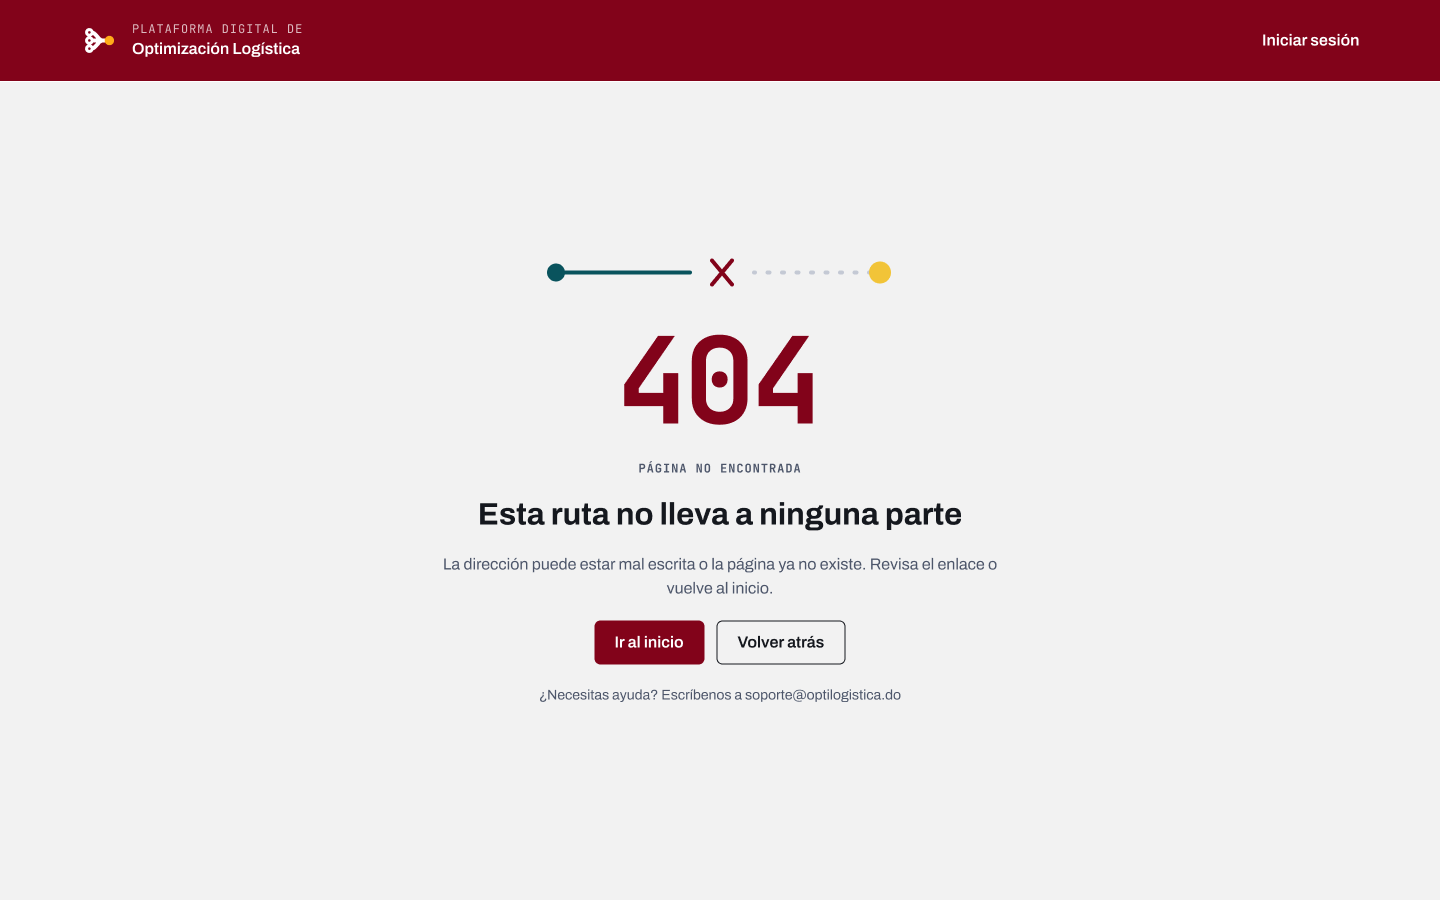 PLATAFORMA DIGITAL DE
Optimización Logística
Iniciar sesión
404
PÁGINA NO ENCONTRADA
Esta ruta no lleva a ninguna parte
La dirección puede estar mal escrita o la página ya no existe. Revisa el enlace o
vuelve al inicio.
Ir al inicio
Volver atrás
¿Necesitas ayuda? Escríbenos a soporte@optilogistica.do